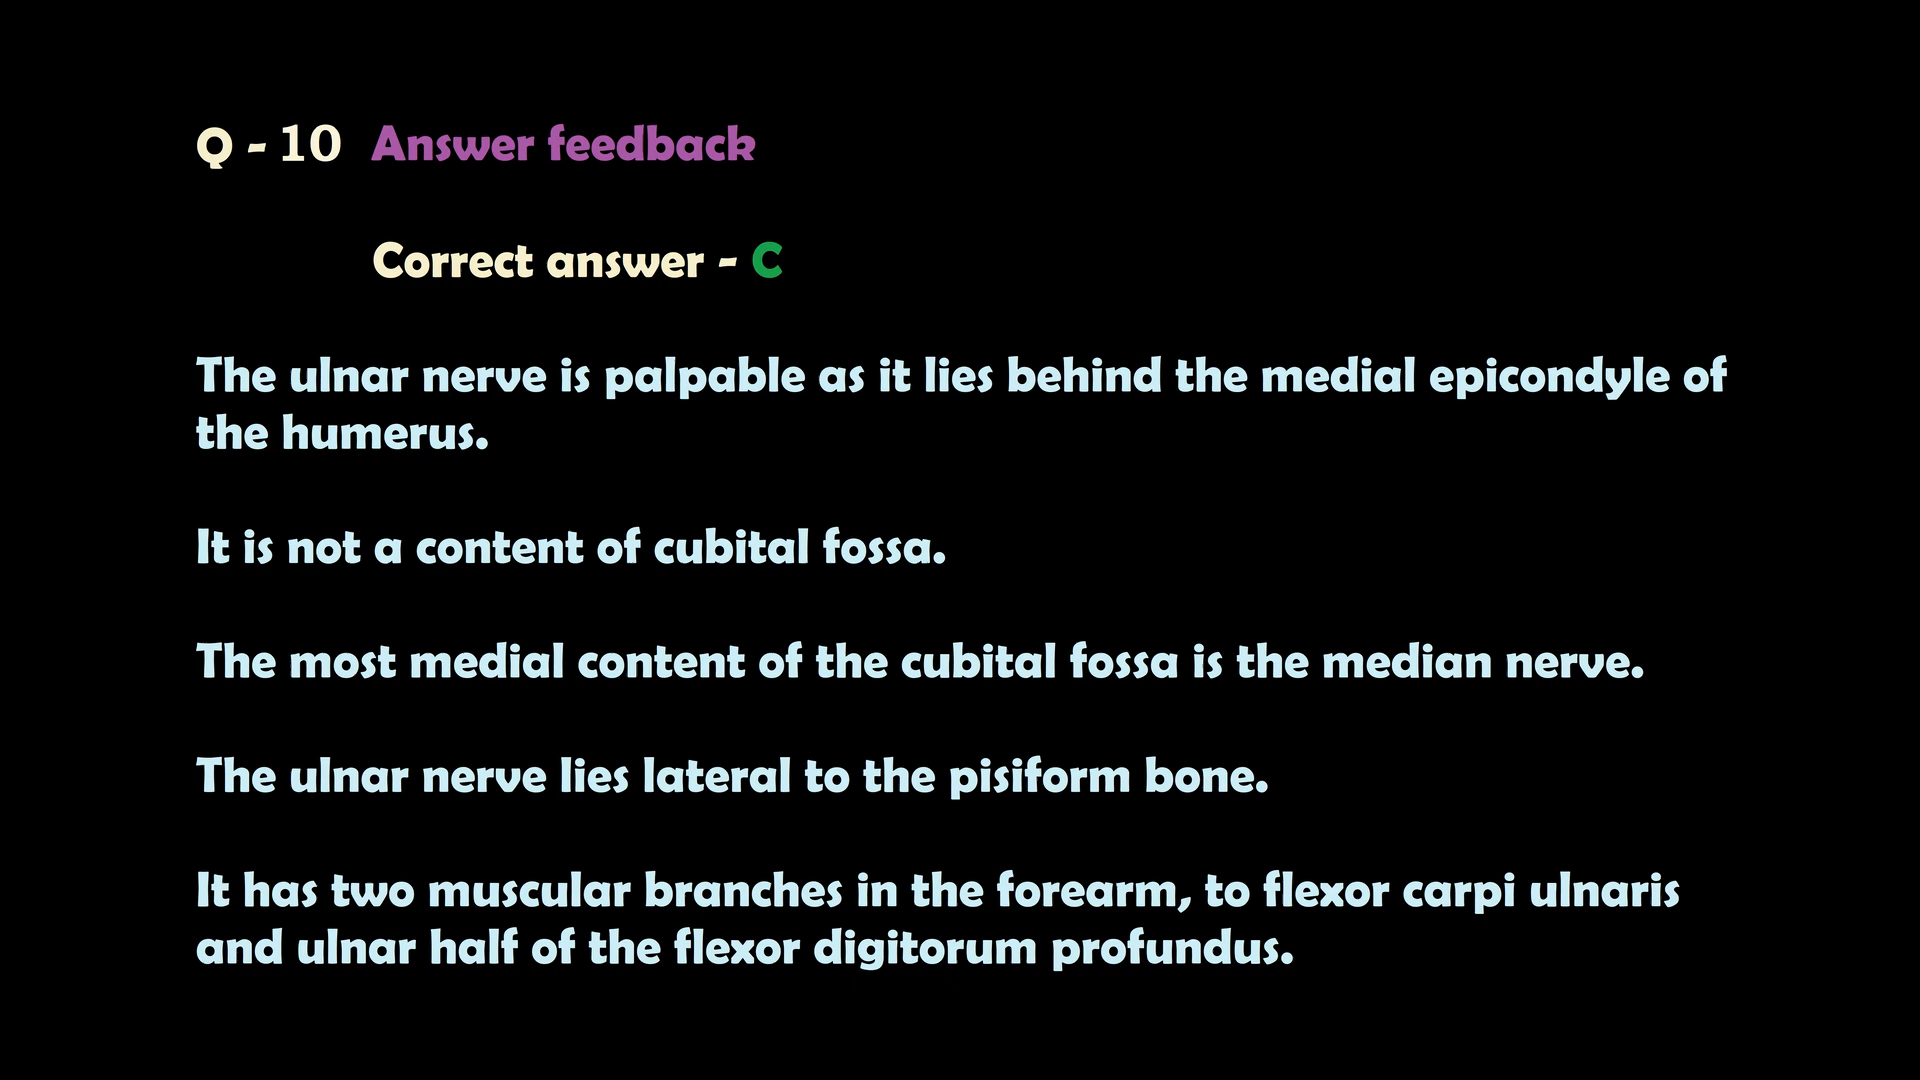 Q - 10 Answer feedback
Correct answer - C
The ulnar nerve is palpable as it lies behind the medial epicondyle of
the humerus.
It is not a content of cubital fossa.
The most medial content of the cubital fossa is the median nerve.
The ulnar nerve lies lateral to the pisiform bone.
It has two muscular branches in the forearm, to flexor carpi ulnaris
and ulnar half of the flexor digitorum profundus.